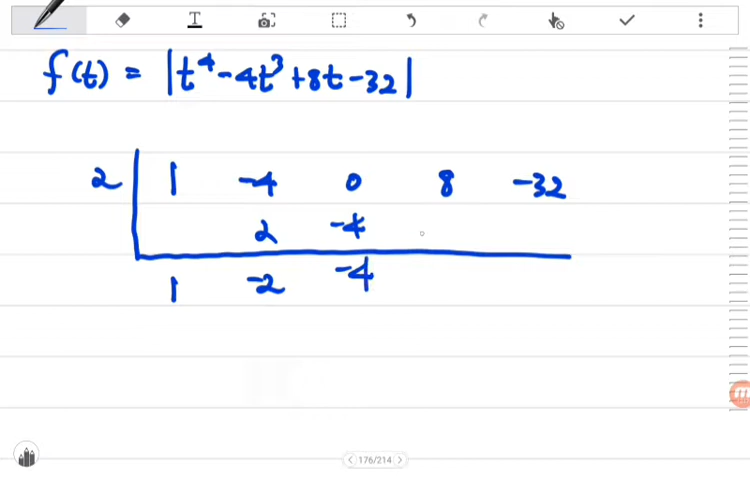 f(t) = |t⁴-4t³+8t-32|
2 | 1 -4 0 8 -32
2 -4
1 -2 -4
176/214